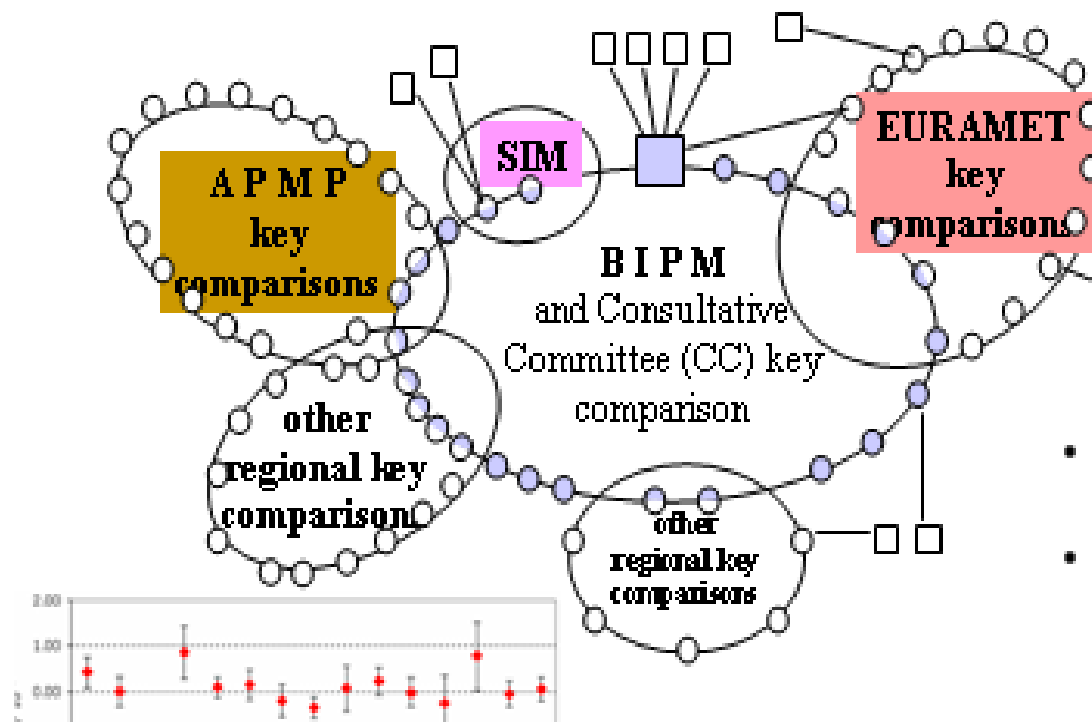 SIM
EURAMET
key
comparisons
A P M P
key
comparisons
B I P M
and Consultative
Committee (CC) key
comparison
other
regional key
comparison
other
regional key
comparisons
•
•
2.00
1.00
0.00